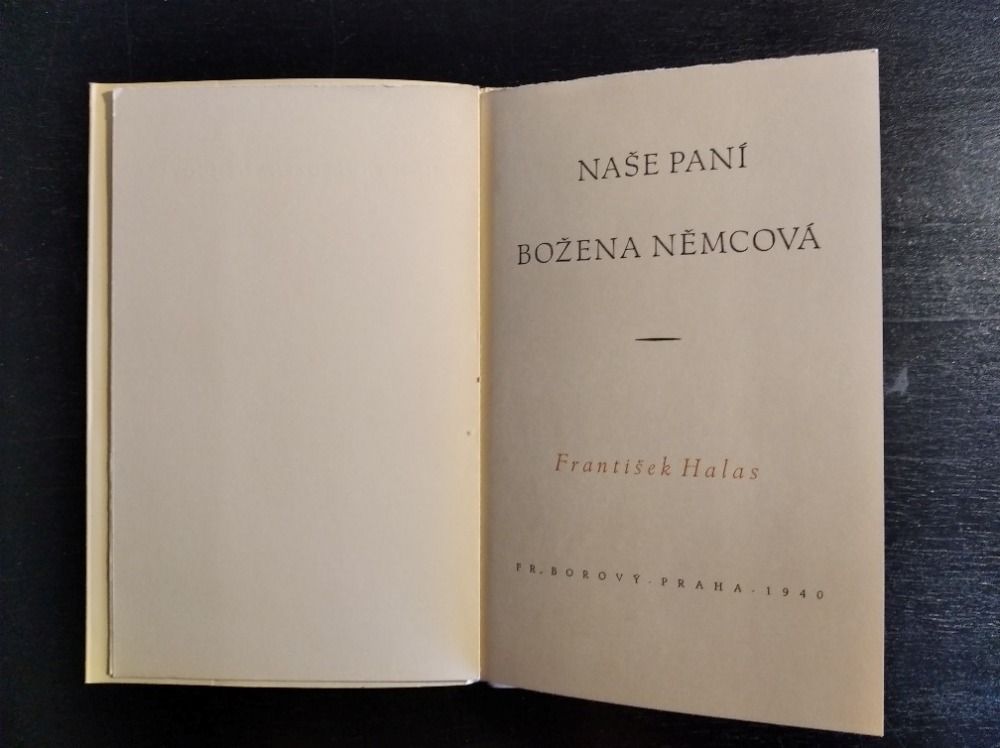 NAŠE PANÍ
BOŽENA NĚMCOVÁ
František Halas
FR. BOROVÝ · PRAHA · 1940